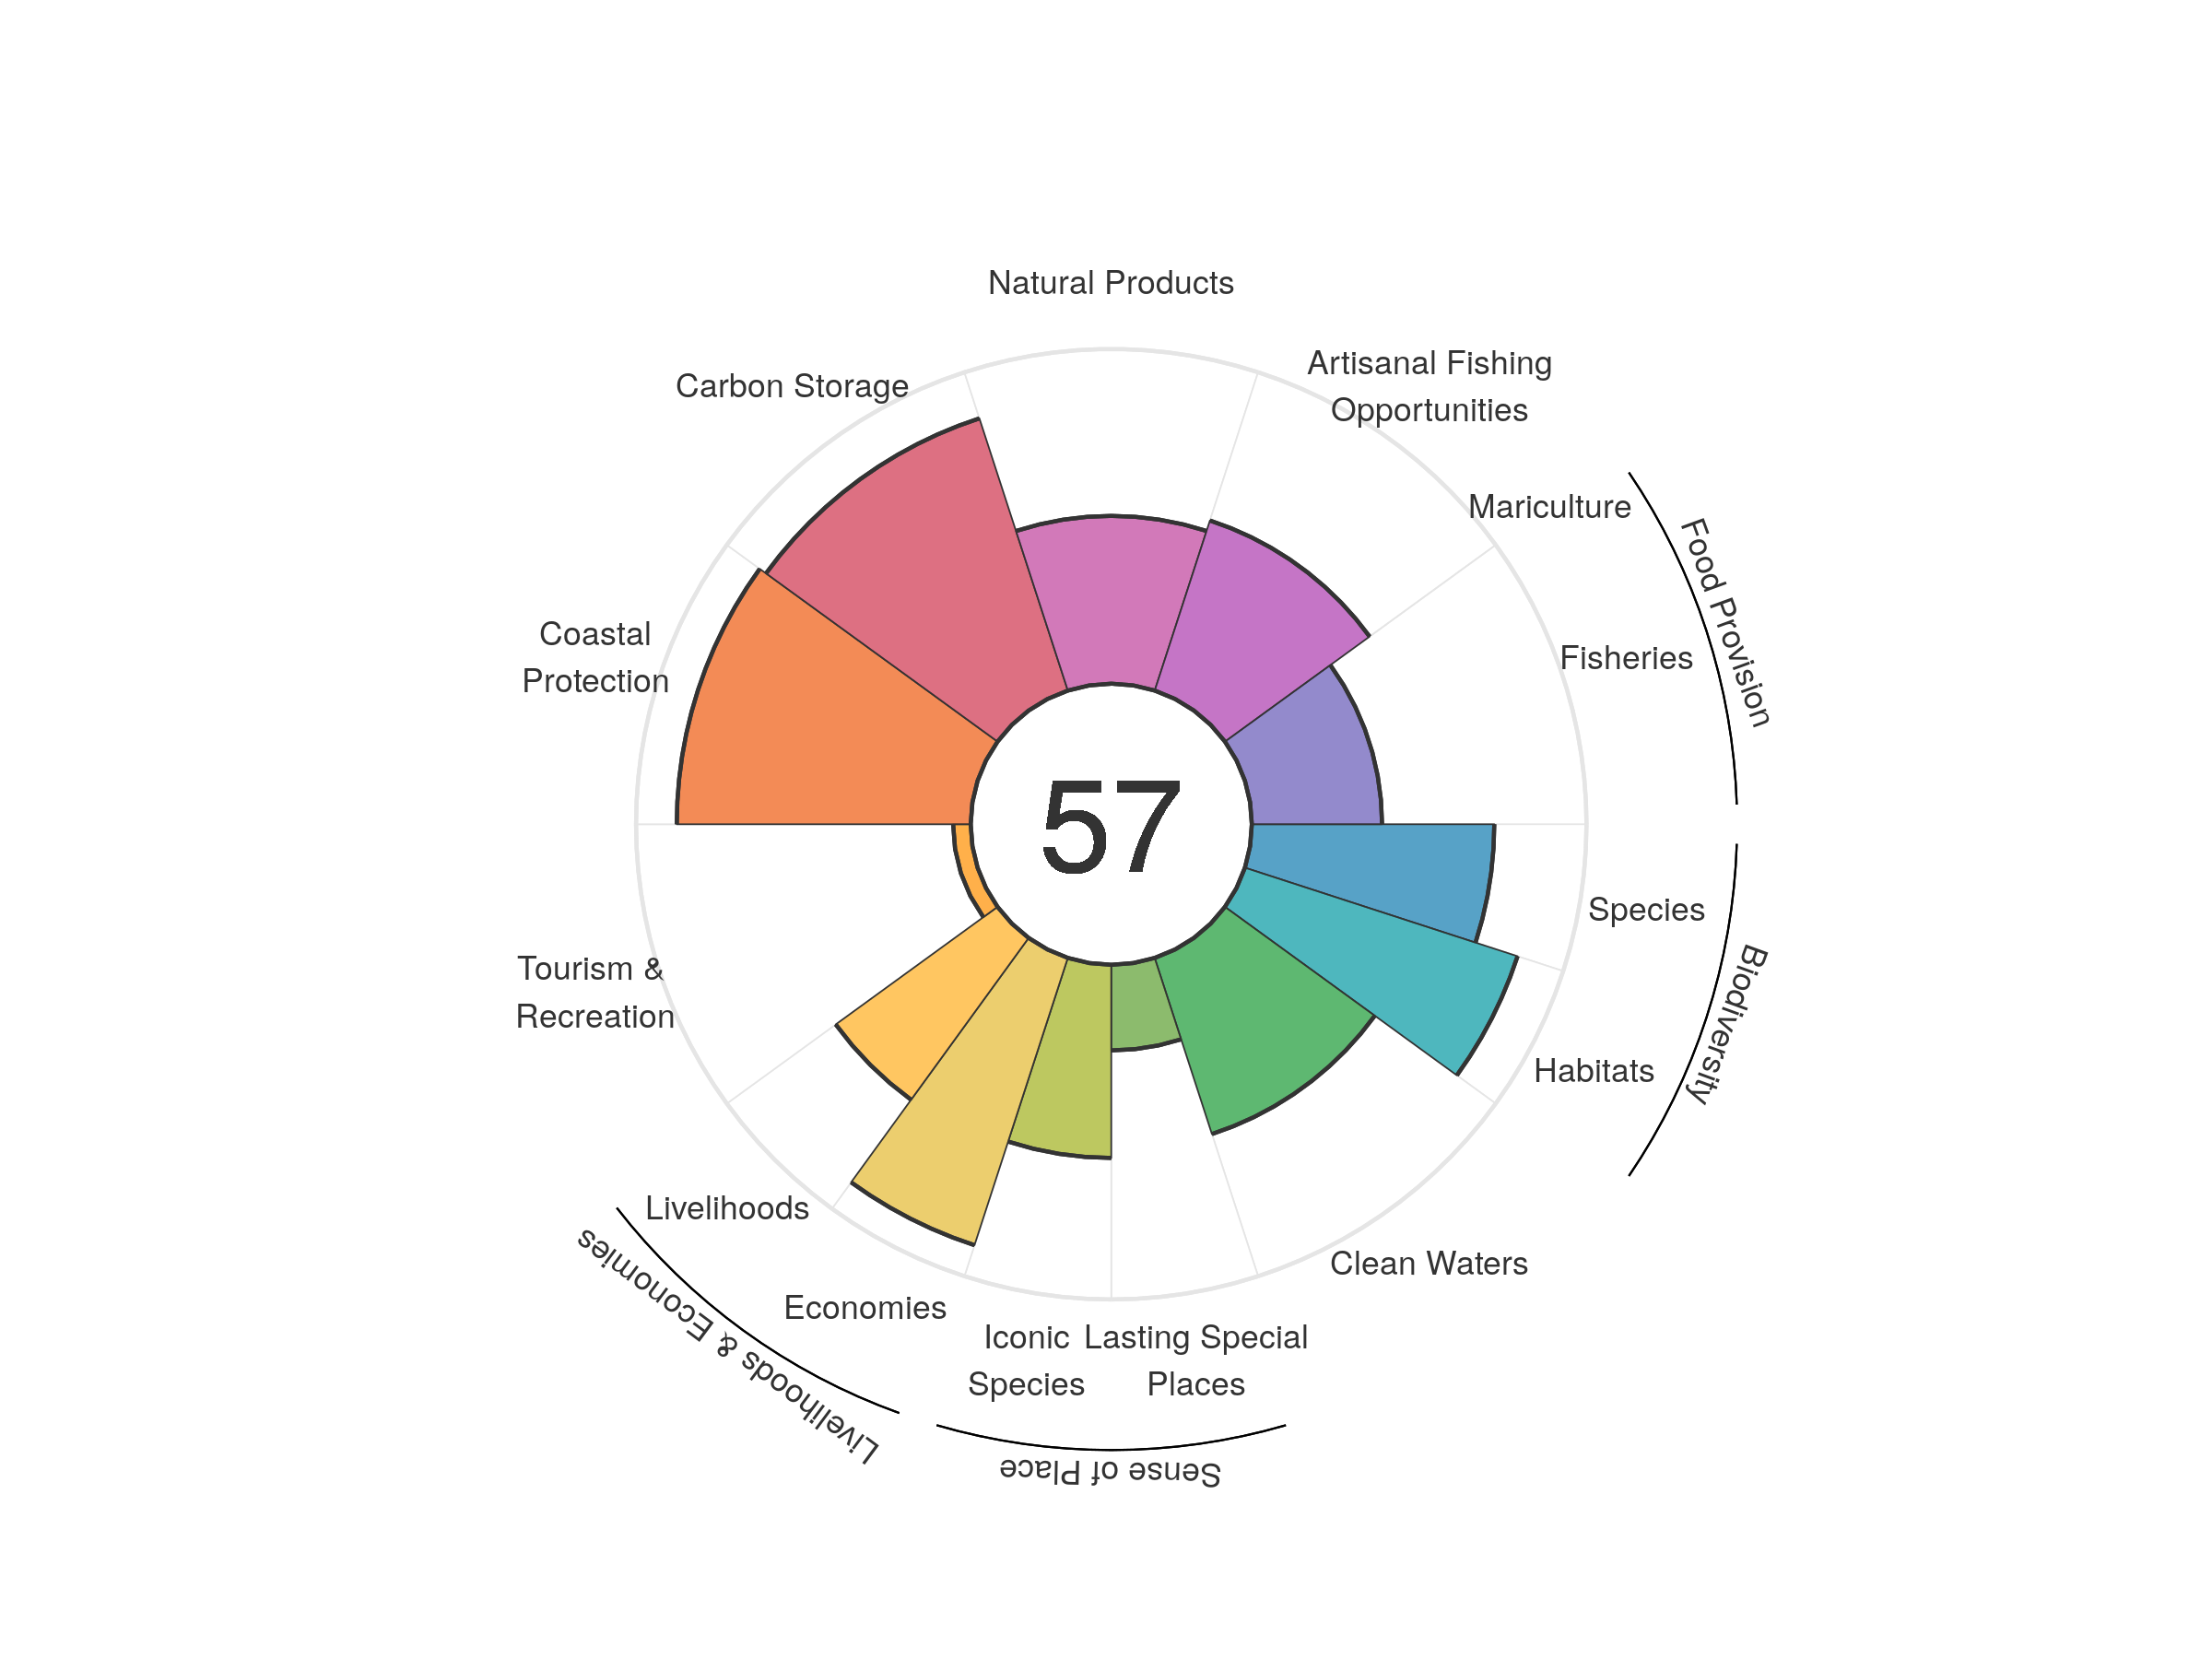 Natural Products
Carbon Storage
Artisanal Fishing
Opportunities
Mariculture
Food Provision
Fisheries
Coastal
Protection
57
Species
Biodiversity
Tourism &
Recreation
Habitats
Livelihoods
Clean Waters
Livelihoods & Economies
Economies
Iconic
Species
Lasting Special
Places
Sense of Place